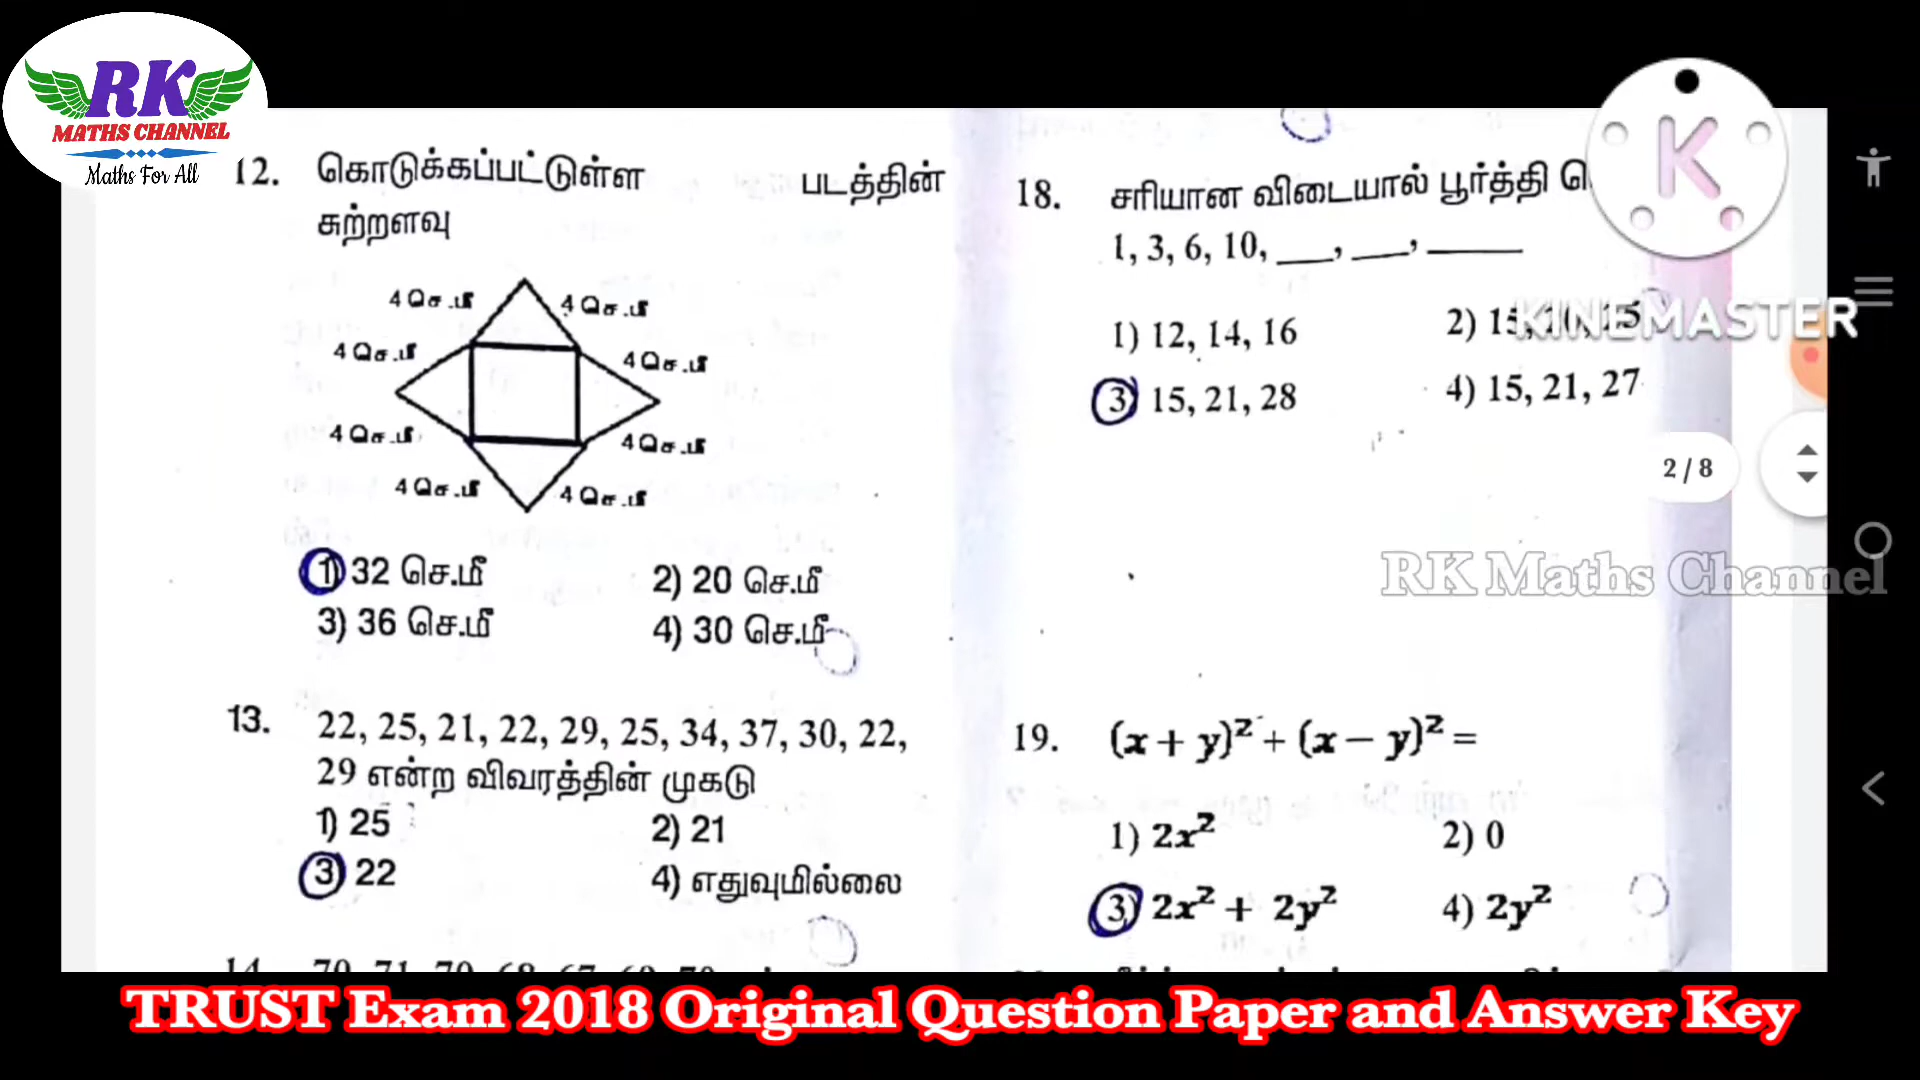 RK
MATHS CHANNEL
Maths For All
12. கொடுக்கப்பட்டுள்ள படத்தின்
சுற்றளவு
4 செ.மீ 4 செ.மீ
4 செ.மீ 4 செ.மீ
4 செ.மீ 4 செ.மீ
4 செ.மீ 4 செ.மீ
1) 32 செ.மீ 2) 20 செ.மீ
3) 36 செ.மீ 4) 30 செ.மீ
13. 22, 25, 21, 22, 29, 25, 34, 37, 30, 22,
29 என்ற விவரத்தின் முகடு
1) 25 2) 21
3) 22 4) எதுவுமில்லை
18. சரியான விடையால் பூர்த்தி
1, 3, 6, 10, ___, ___, _____
1) 12, 14, 16 2) 15, 20, 25
3) 15, 21, 28 4) 15, 21, 27
19. (x + y)² + (x − y)² =
1) 2x² 2) 0
3) 2x² + 2y² 4) 2y²
K
KINEMASTER
2 / 8
RK Maths Channel
TRUST Exam 2018 Original Question Paper and Answer Key